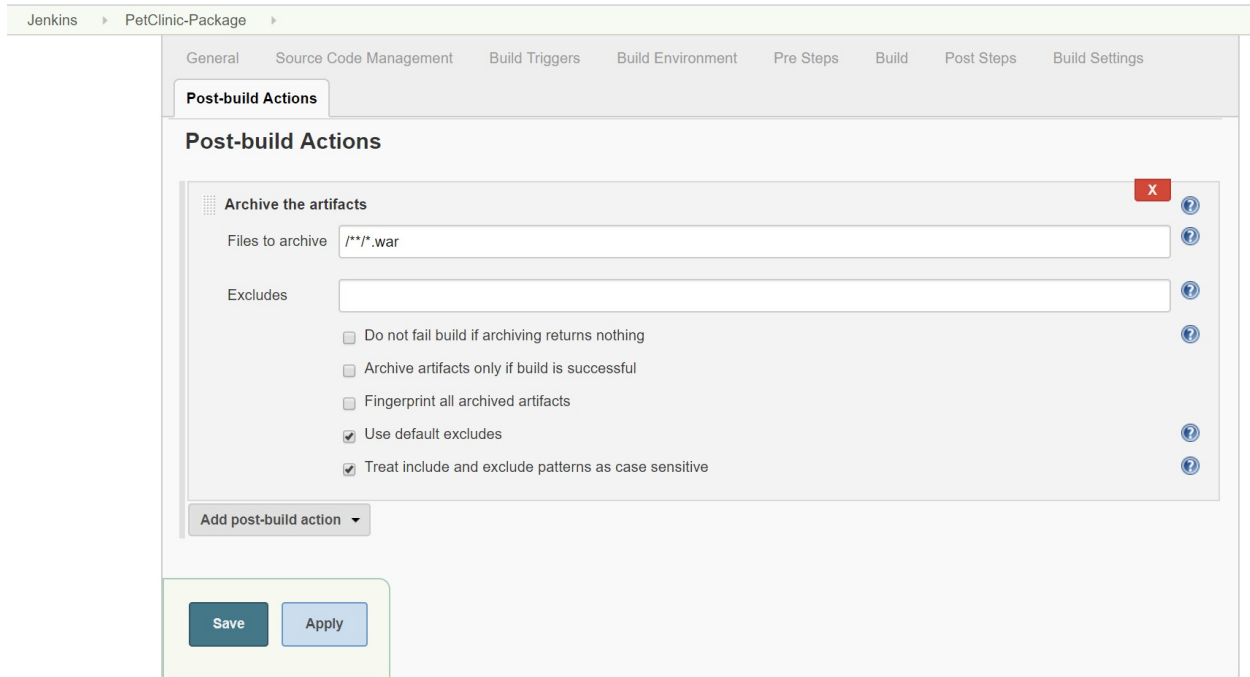 Jenkins PetClinic-Package
General Source Code Management Build Triggers Build Environment Pre Steps Build Post Steps Build Settings
Post-build Actions
Post-build Actions
X
Archive the artifacts ?
Files to archive /**/*.war ?
Excludes ?
Do not fail build if archiving returns nothing ?
Archive artifacts only if build is successful
Fingerprint all archived artifacts
Use default excludes ?
Treat include and exclude patterns as case sensitive ?
Add post-build action
Save Apply